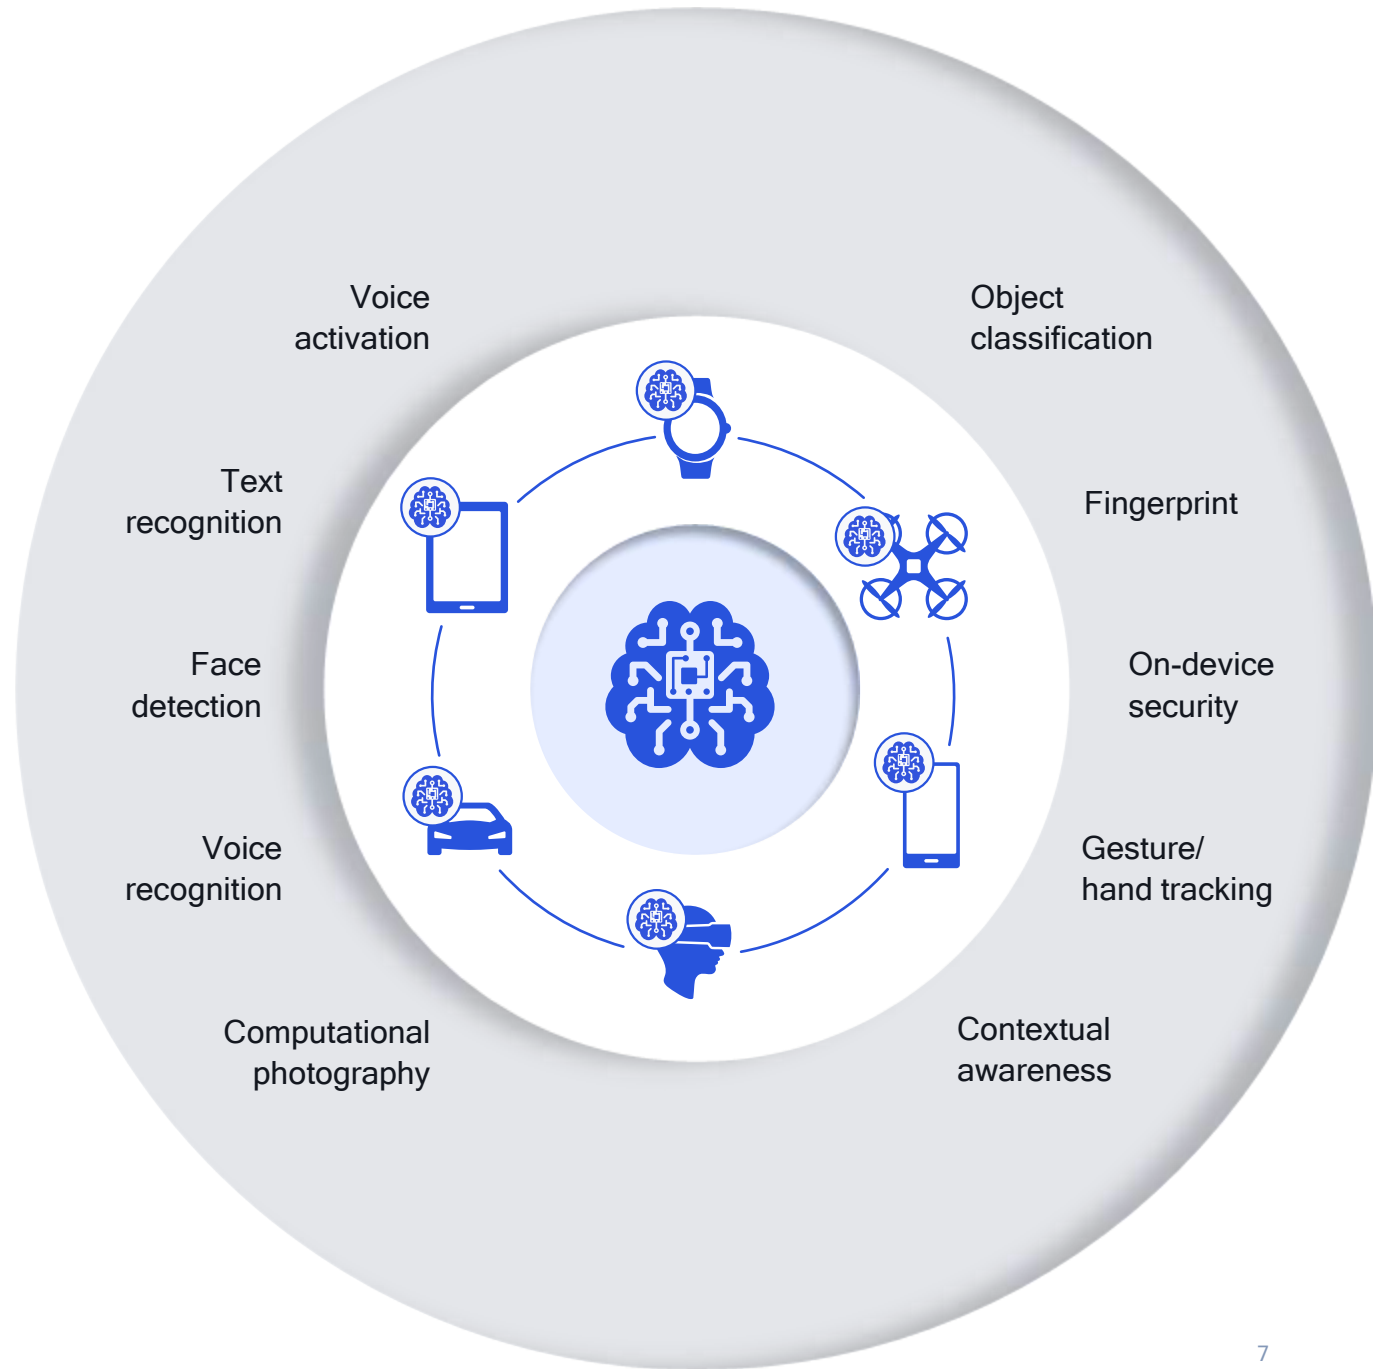 Voice
activation
Text
recognition
Face
detection
Voice
recognition
Computational
photography
Object
classification
Fingerprint
On-device
security
Gesture/
hand tracking
Contextual
awareness
7